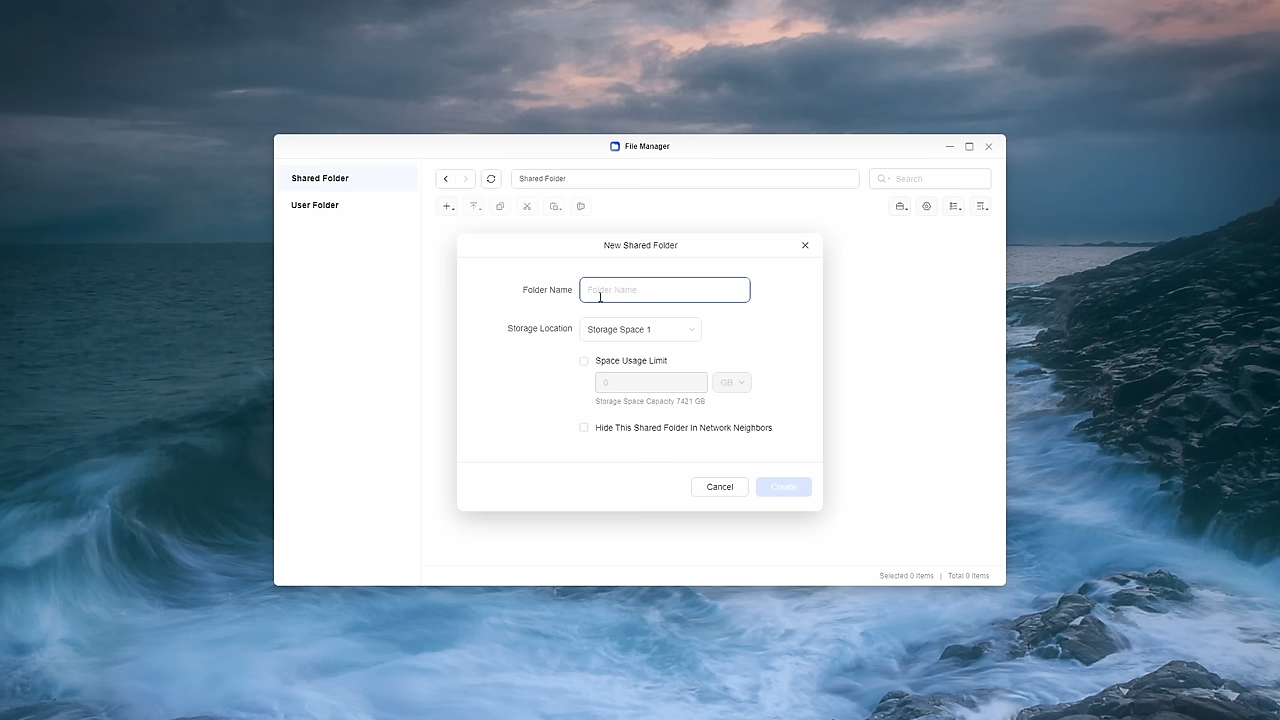 File Manager
Shared Folder
User Folder
Shared Folder
Search
New Shared Folder
Folder Name
Folder Name
Storage Location
Storage Space 1
Space Usage Limit
0
GB
Storage Space Capacity 7421 GB
Hide This Shared Folder in Network Neighbors
Cancel
Create
Selected 0 Items | Total 0 Items